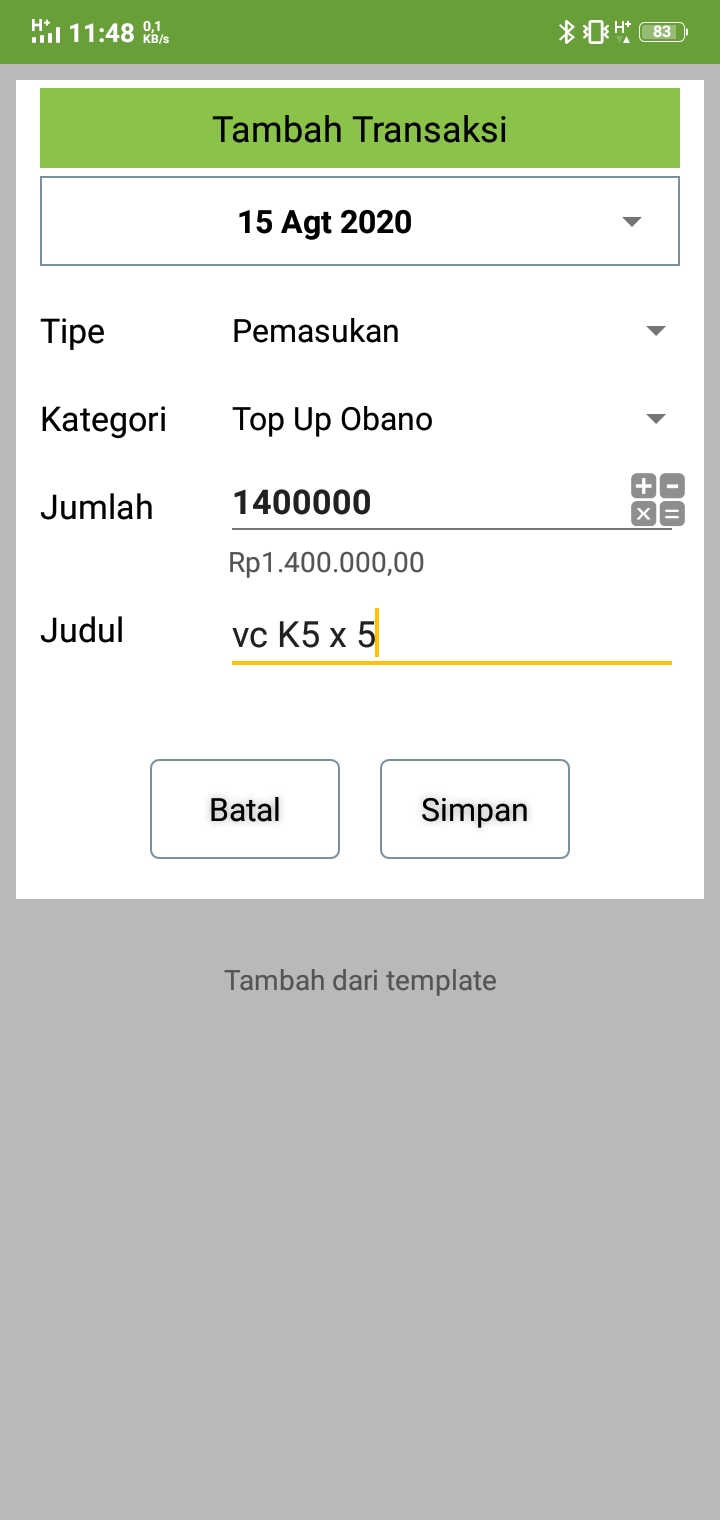 H+ 11:48 0,1 KB/s H+ 83
Tambah Transaksi
15 Agt 2020
Tipe Pemasukan
Kategori Top Up Obano
Jumlah 1400000
Rp1.400.000,00
Judul vc K5 x 5
Batal Simpan
Tambah dari template